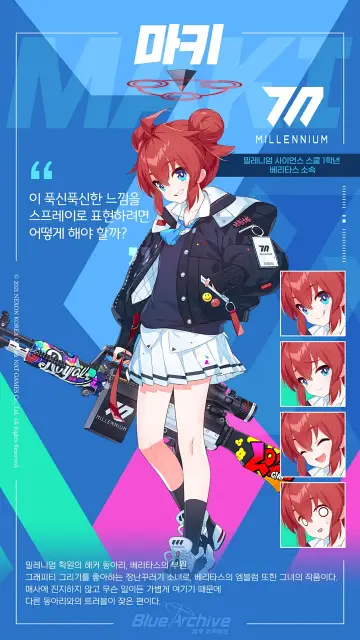 마키
MAKI
MILLENNIUM
밀레니엄 사이언스 스쿨 1학년
베리타스 소속
“
이 푹신푹신한 느낌을
스프레이로 표현하려면
어떻게 해야 할까?
”
MILLENNIUM
밀레니엄 학원의 해커 동아리, 베리타스의 부원.
그래피티 그리기를 좋아하는 장난꾸러기 소녀로, 베리타스의 엠블럼 또한 그녀의 작품이다.
매사에 진지하지 않고 무슨 일이든 가볍게 여기기 때문에
다른 동아리와의 트러블이 잦은 편이다.
Blue Archive